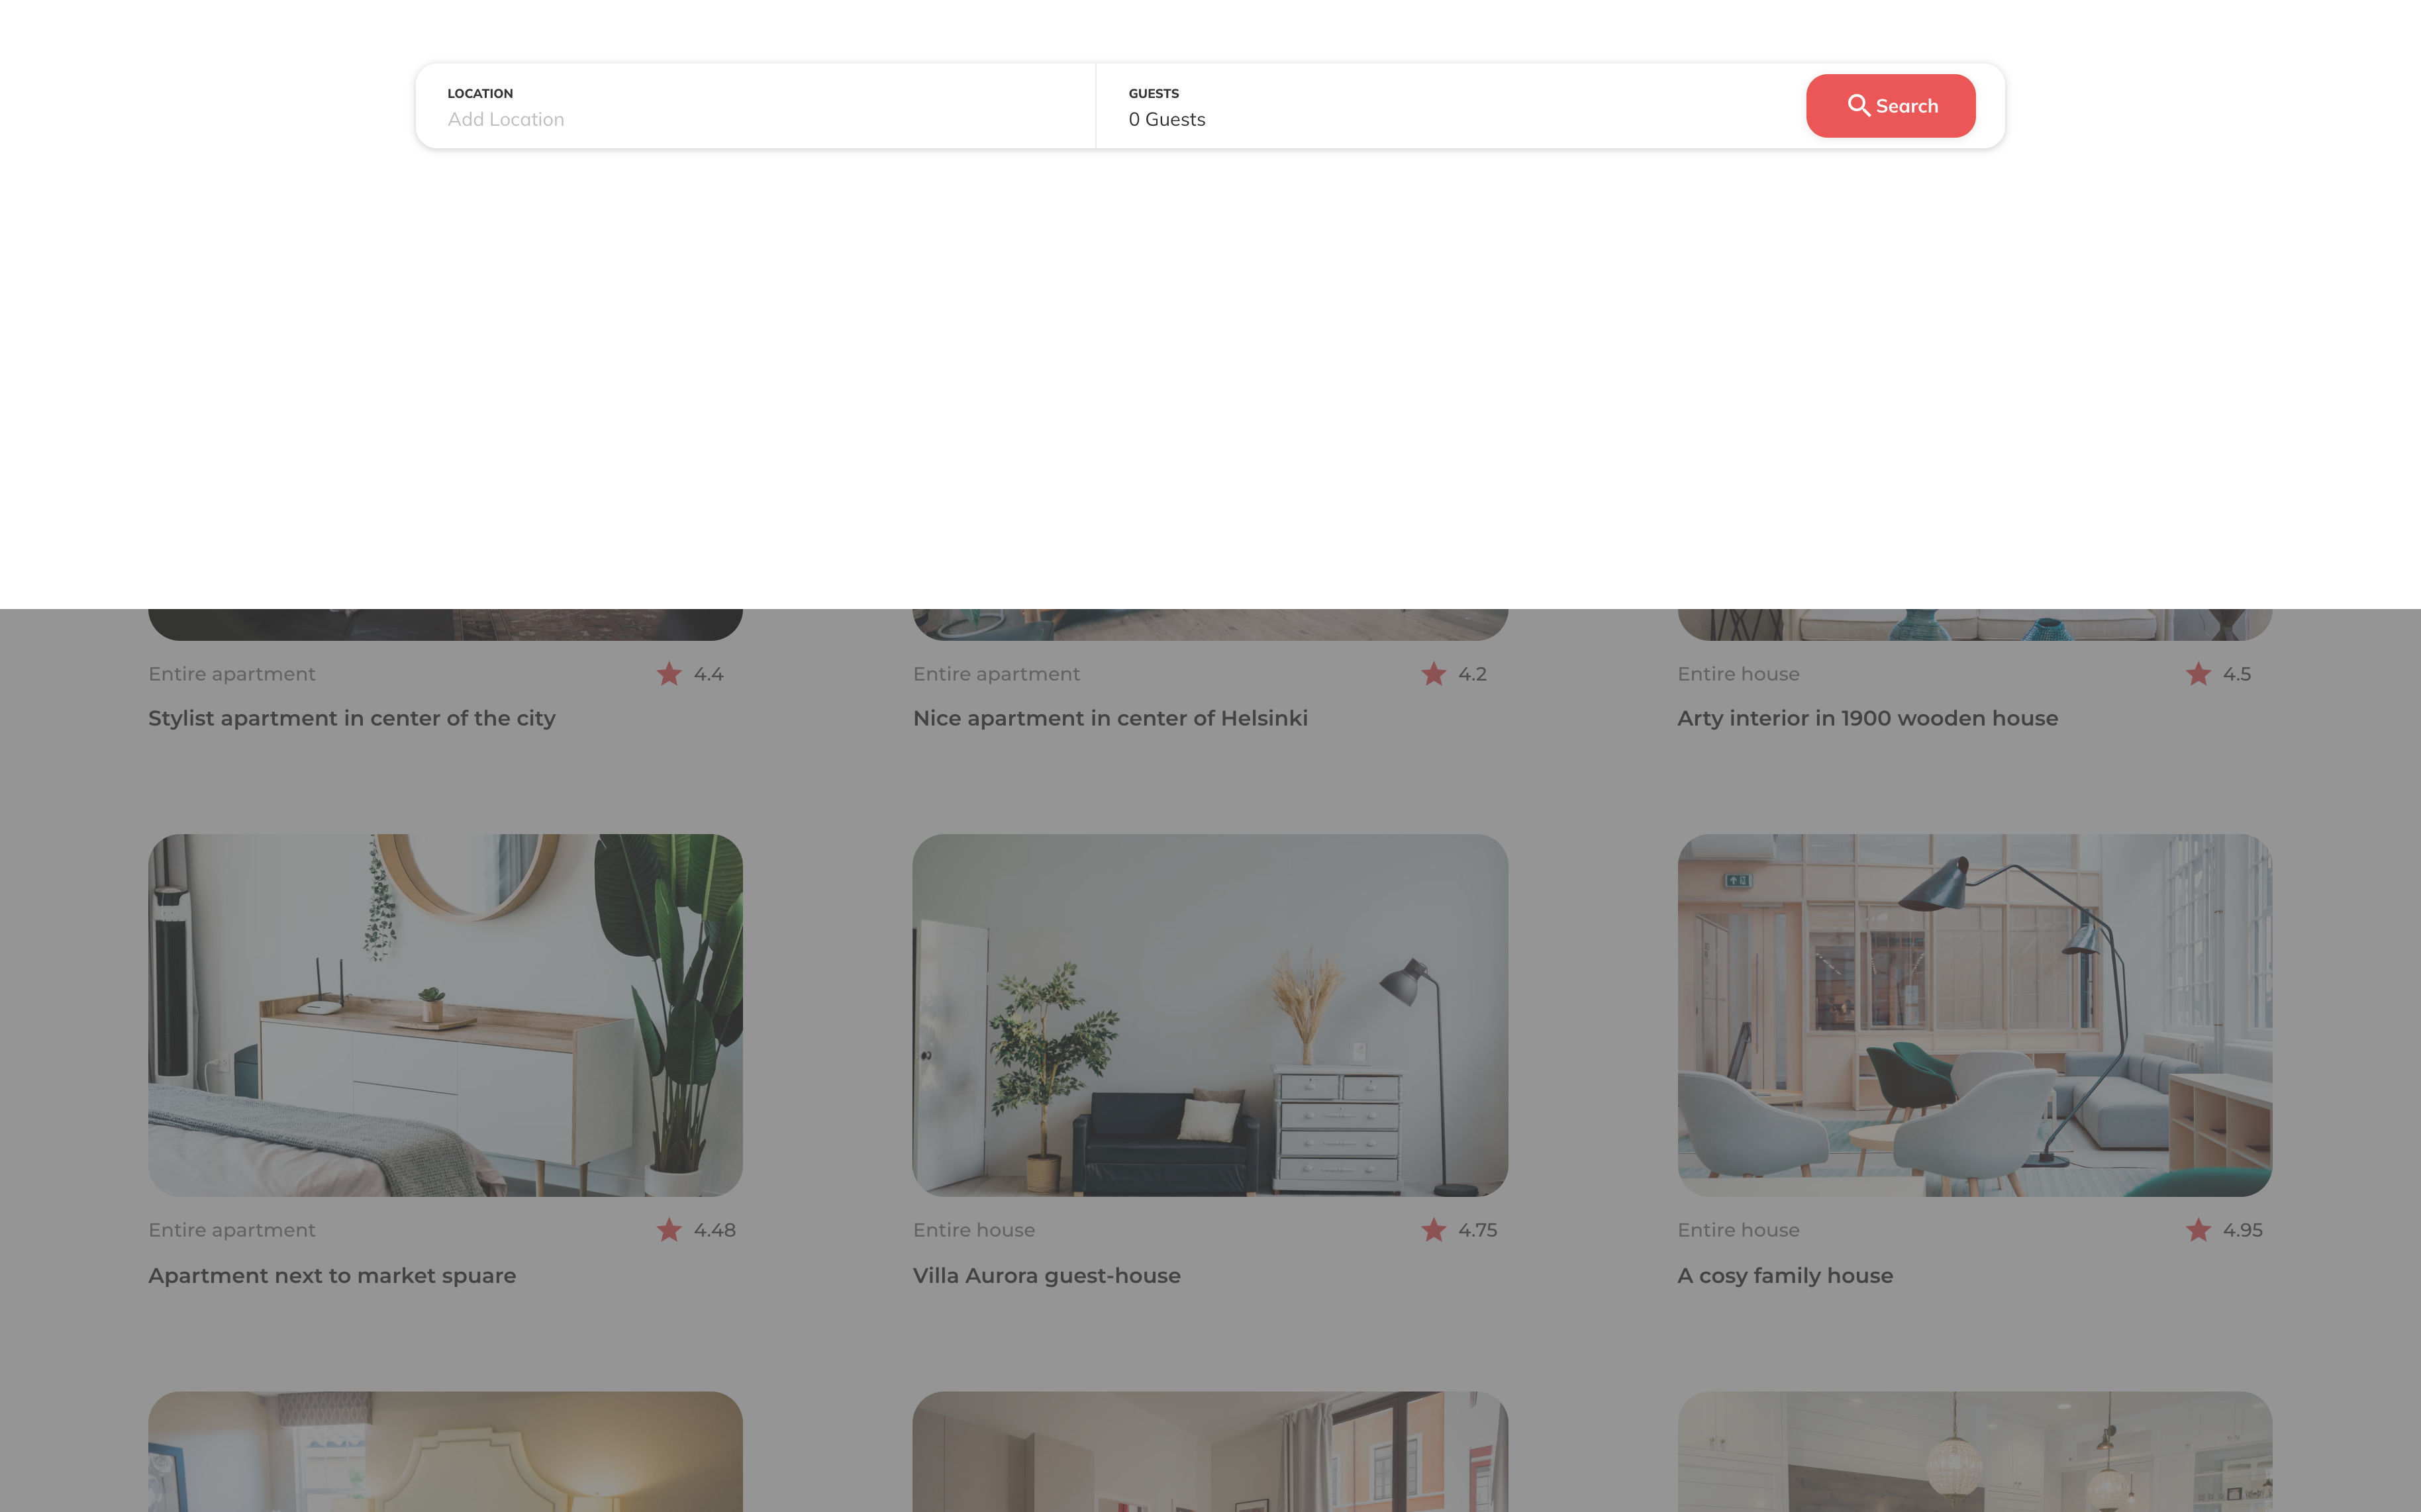 LOCATION
Add Location
GUESTS
0 Guests
Search
Entire apartment
4.4
Stylist apartment in center of the city
Entire apartment
4.2
Nice apartment in center of Helsinki
Entire house
4.5
Arty interior in 1900 wooden house
Entire apartment
4.48
Apartment next to market spuare
Entire house
4.75
Villa Aurora guest-house
Entire house
4.95
A cosy family house